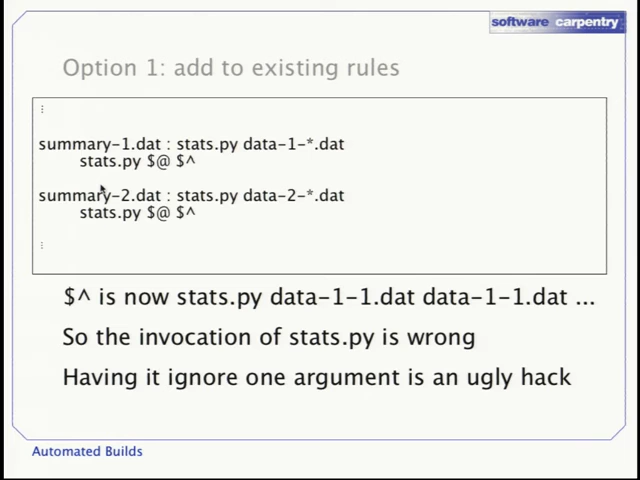 software carpentry
Option 1: add to existing rules
⋮
summary-1.dat : stats.py data-1-*.dat
stats.py $@ $^
summary-2.dat : stats.py data-2-*.dat
stats.py $@ $^
⋮
$^ is now stats.py data-1-1.dat data-1-1.dat ...
So the invocation of stats.py is wrong
Having it ignore one argument is an ugly hack
Automated Builds